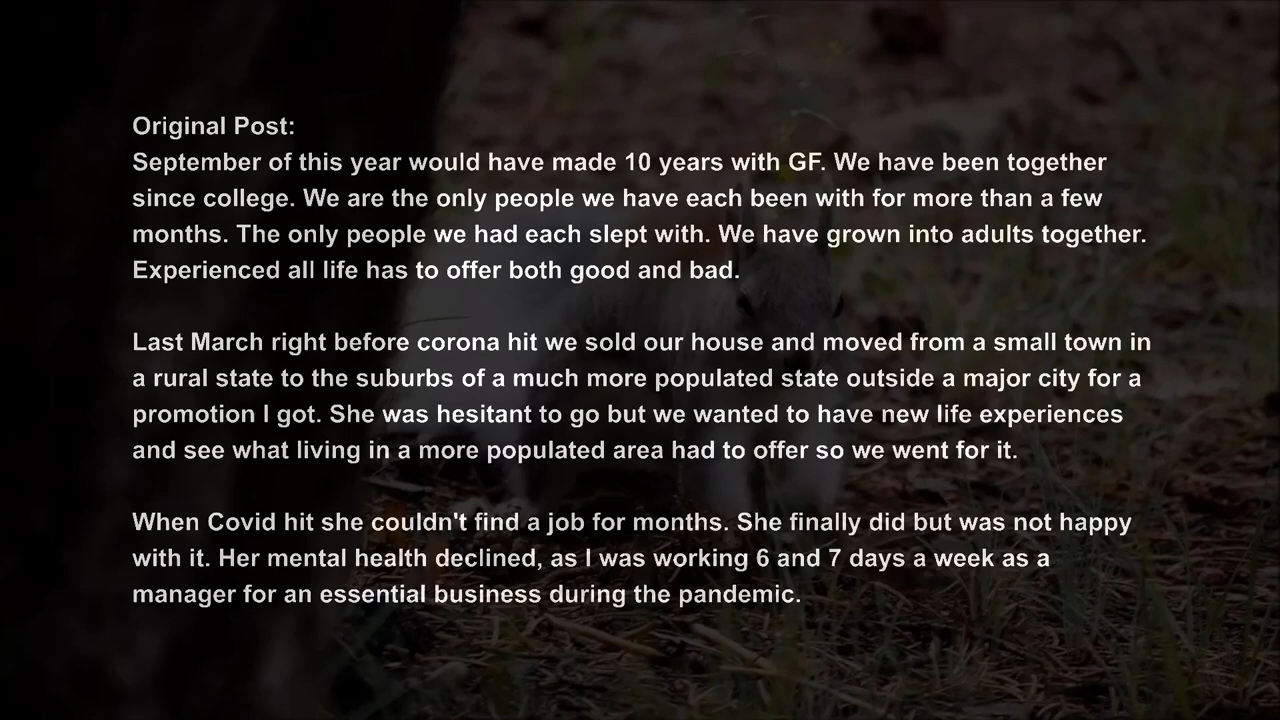 Original Post:
September of this year would have made 10 years with GF. We have been together
since college. We are the only people we have each been with for more than a few
months. The only people we had each slept with. We have grown into adults together.
Experienced all life has to offer both good and bad.
Last March right before corona hit we sold our house and moved from a small town in
a rural state to the suburbs of a much more populated state outside a major city for a
promotion I got. She was hesitant to go but we wanted to have new life experiences
and see what living in a more populated area had to offer so we went for it.
When Covid hit she couldn't find a job for months. She finally did but was not happy
with it. Her mental health declined, as I was working 6 and 7 days a week as a
manager for an essential business during the pandemic.